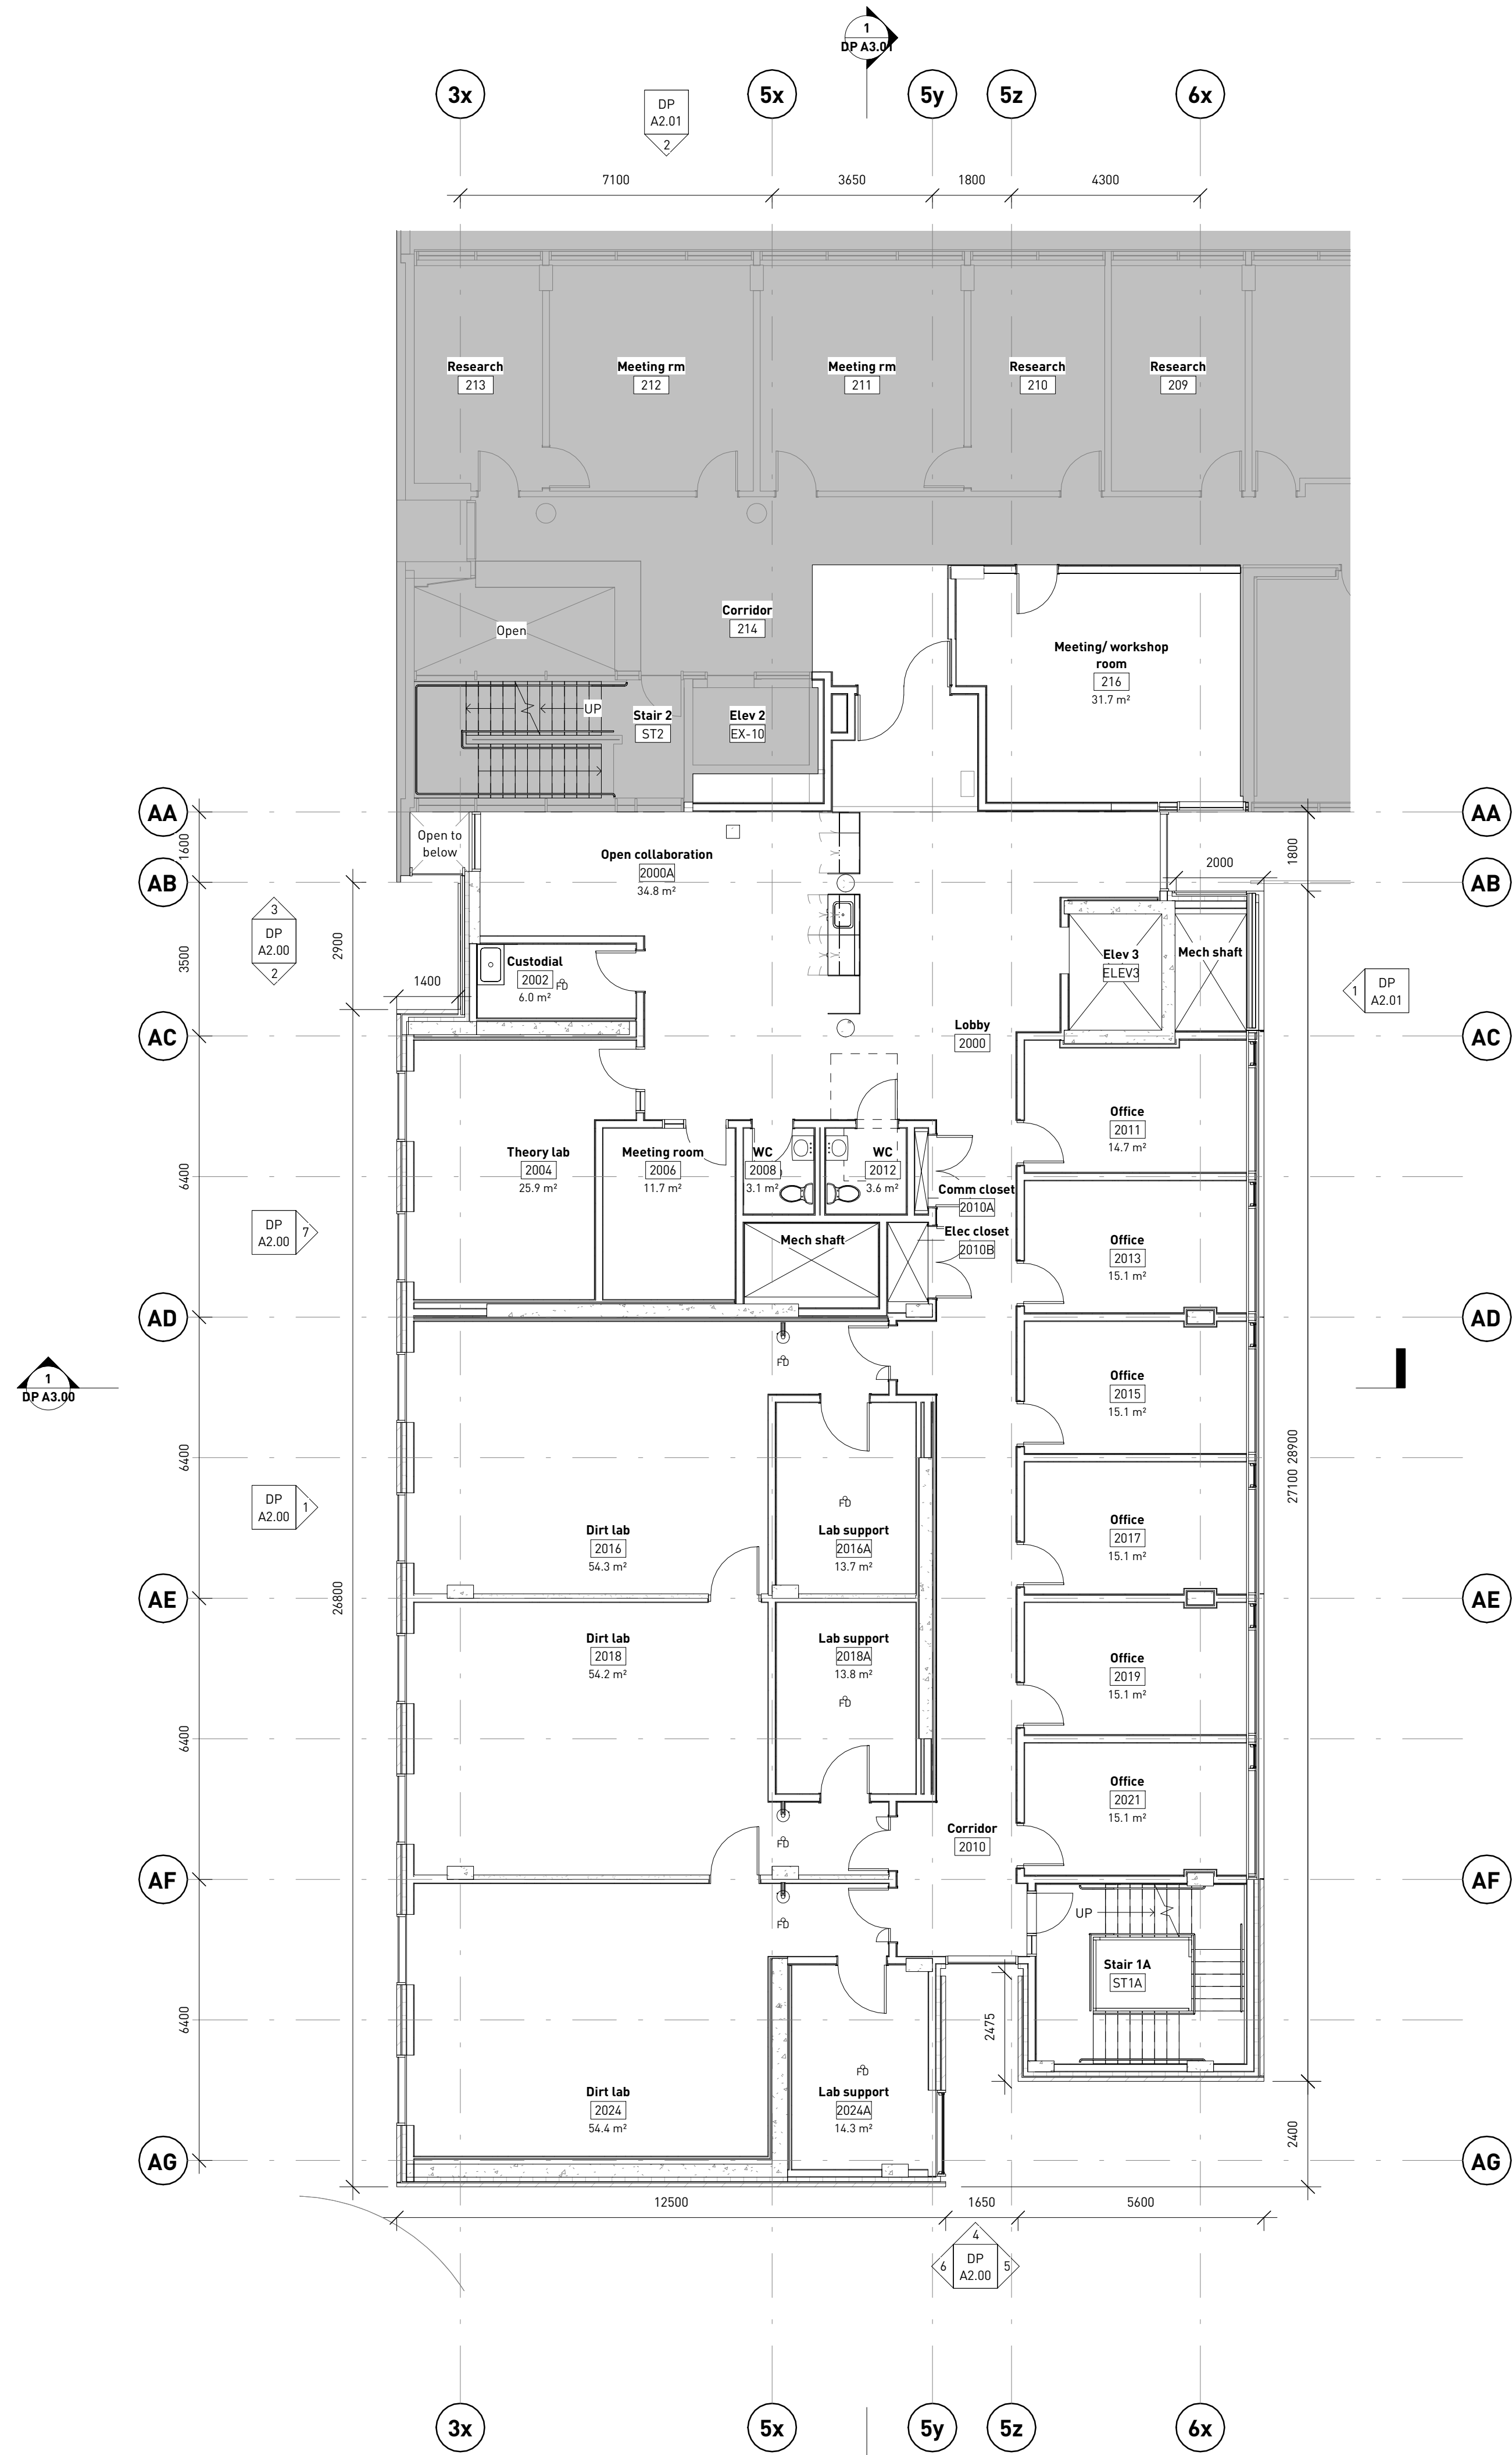 1
DP A3.01
3x
5x
5y
5z
6x
DP
A2.01
2
7100
3650
1800
4300
Research
213
Meeting rm
212
Meeting rm
211
Research
210
Research
209
Open
Corridor
214
Meeting/ workshop
room
216
31.7 m²
UP
Stair 2
ST2
Elev 2
EX-10
AA
AA
1600
Open to
below
Open collaboration
2000A
34.8 m²
2000
1800
AB
AB
3
DP
A2.00
2
2900
3500
1400
Custodial
2002
FD
6.0 m²
Elev 3
ELEV3
Mech shaft
1
DP
A2.01
AC
AC
Lobby
2000
Office
2011
14.7 m²
Theory lab
2004
25.9 m²
Meeting room
2006
11.7 m²
WC
2008
3.1 m²
WC
2012
3.6 m²
Comm closet
2010A
6400
DP
A2.00
7
Mech shaft
Elec closet
2010B
Office
2013
15.1 m²
AD
AD
FD
1
DP A3.00
Office
2015
15.1 m²
6400
27100
28900
DP
A2.00
1
FD
Dirt lab
2016
54.3 m²
Lab support
2016A
13.7 m²
Office
2017
15.1 m²
26800
AE
AE
Dirt lab
2018
54.2 m²
Lab support
2018A
13.8 m²
FD
Office
2019
15.1 m²
6400
Office
2021
15.1 m²
FD
Corridor
2010
AF
AF
FD
UP
Stair 1A
ST1A
6400
2475
FD
Dirt lab
2024
54.4 m²
Lab support
2024A
14.3 m²
2400
AG
AG
12500
1650
5600
4
6
DP
A2.00
5
3x
5x
5y
5z
6x